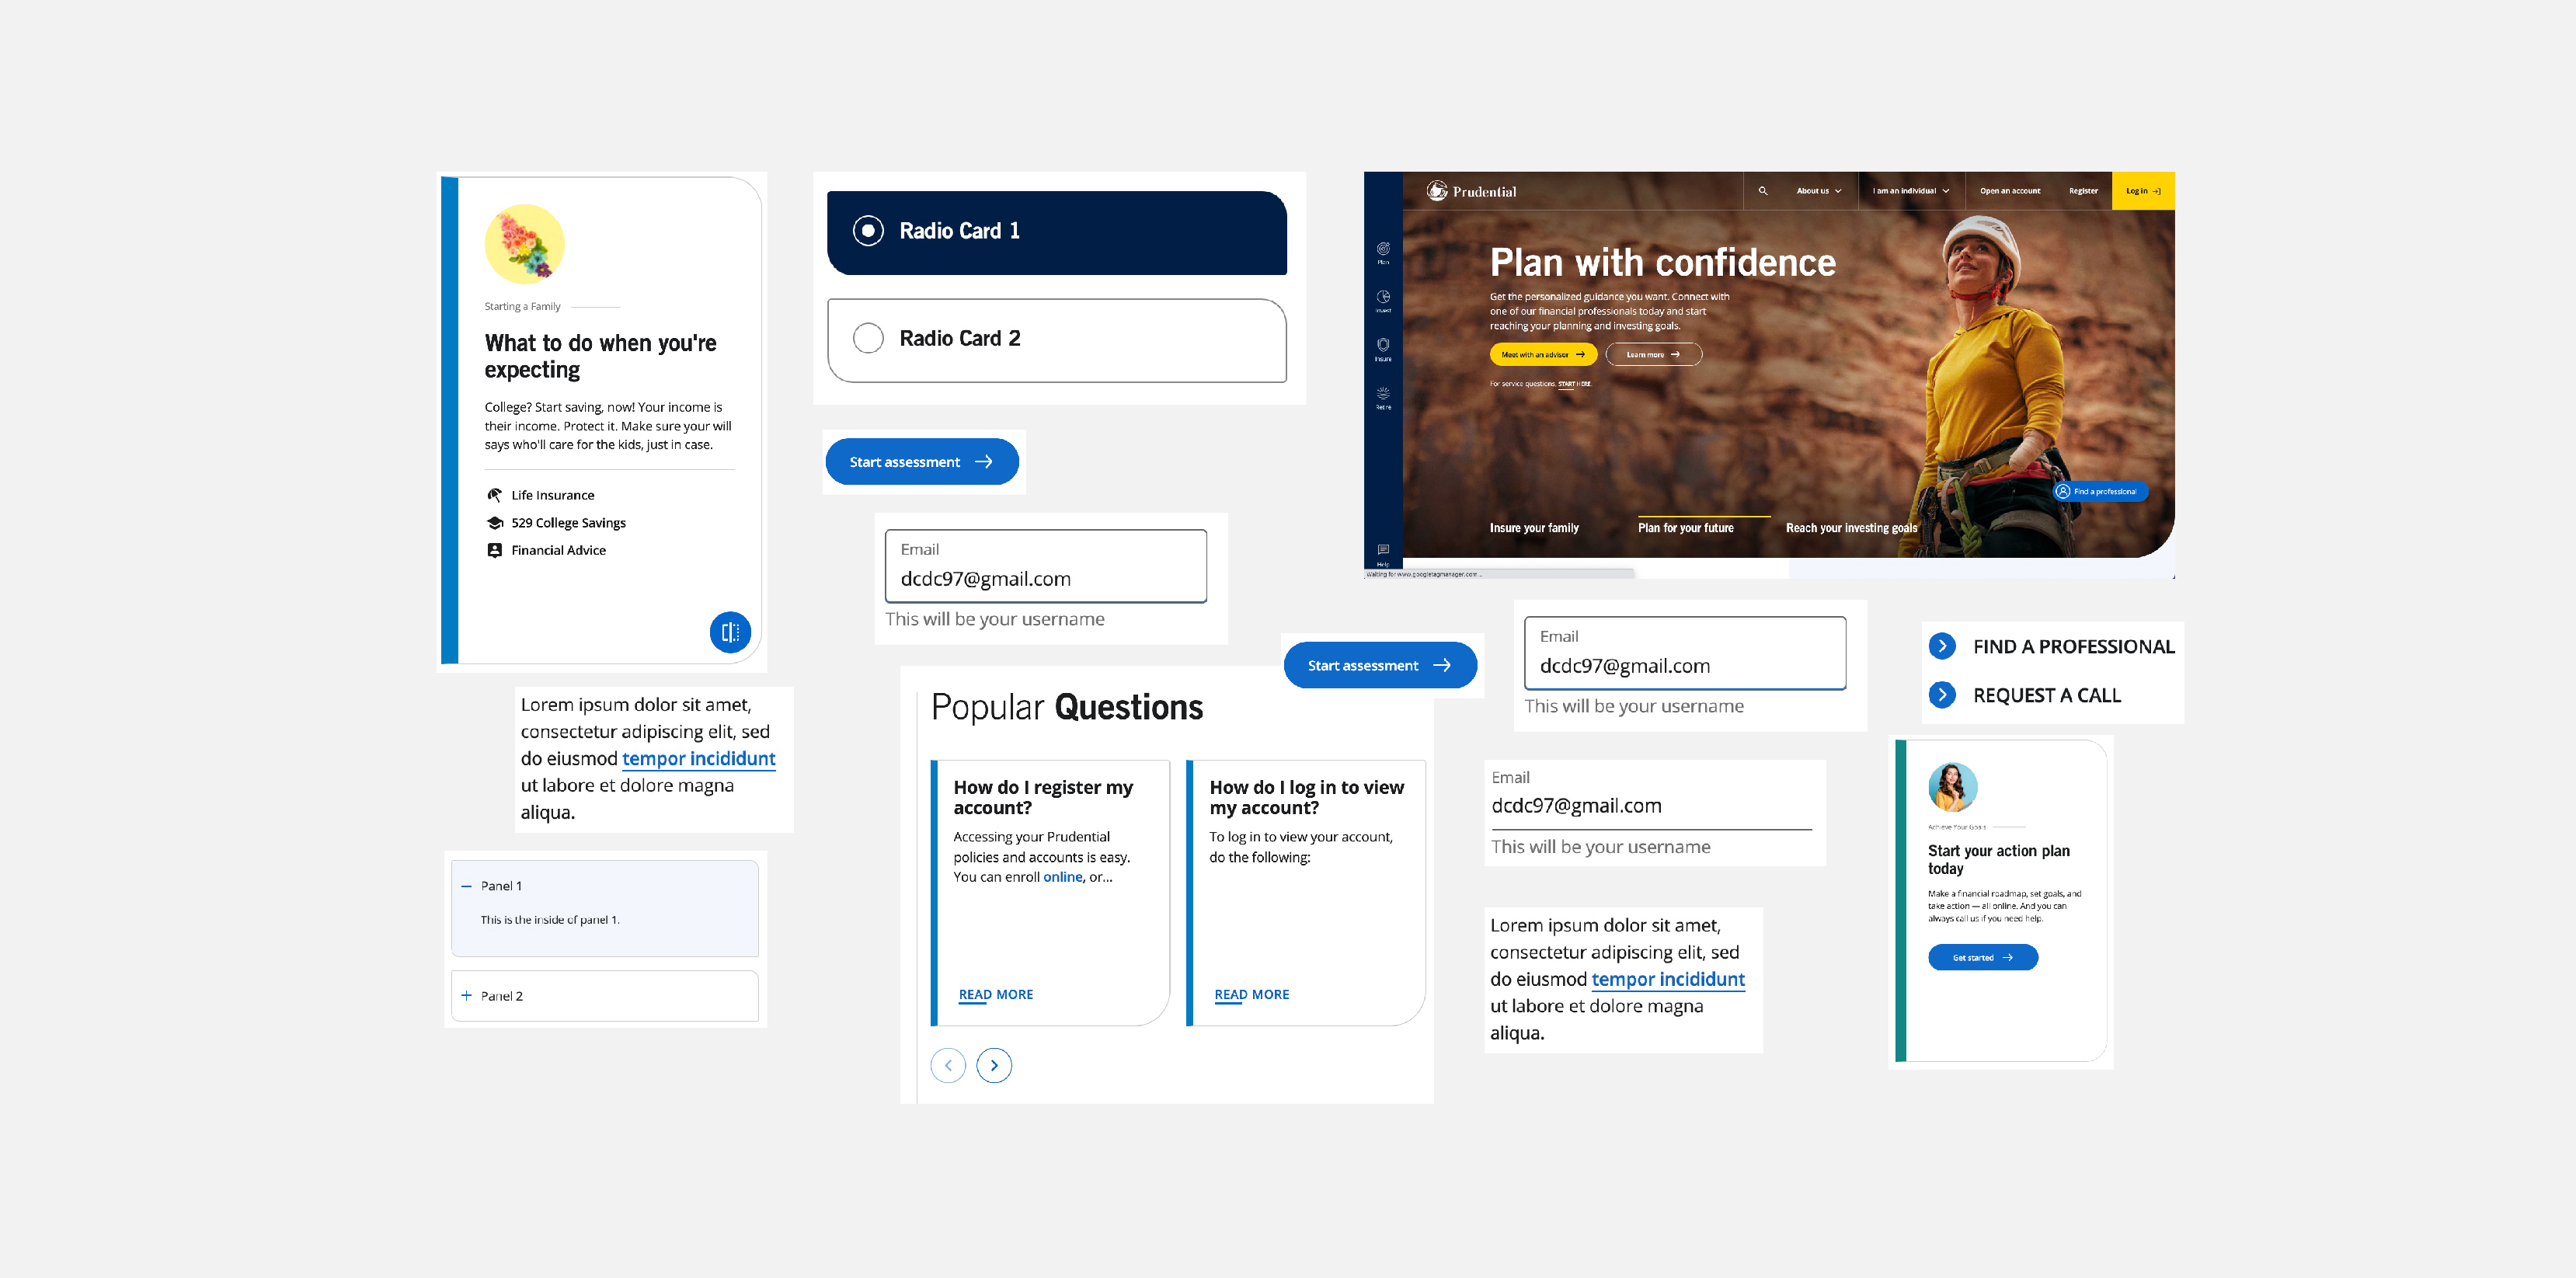 Starting a Family
What to do when you're
expecting
College? Start saving, now! Your income is
their income. Protect it. Make sure your will
says who'll care for the kids, just in case.
Life Insurance
529 College Savings
Financial Advice
Lorem ipsum dolor sit amet,
consectetur adipiscing elit, sed
do eiusmod tempor incididunt
ut labore et dolore magna
aliqua.
Panel 1
This is the inside of panel 1.
Panel 2
Radio Card 1
Radio Card 2
Start assessment
Email
dcdc97@gmail.com
This will be your username
Start assessment
Popular Questions
How do I register my
account?
Accessing your Prudential
policies and accounts is easy.
You can enroll online, or...
READ MORE
How do I log in to view
my account?
To log in to view your account,
do the following:
READ MORE
Prudential
About us
I am an individual
Open an account
Register
Log in
Plan
Invest
Insure
Retire
Help
Plan with confidence
Get the personalized guidance you want. Connect with
one of our financial professionals today and start
reaching your planning and investing goals.
Meet with an advisor
Learn more
For service questions, START HERE.
Find a professional
Insure your family
Plan for your future
Reach your investing goals
Waiting for www.googletagmanager.com...
Email
dcdc97@gmail.com
This will be your username
FIND A PROFESSIONAL
REQUEST A CALL
Email
dcdc97@gmail.com
This will be your username
Lorem ipsum dolor sit amet,
consectetur adipiscing elit, sed
do eiusmod tempor incididunt
ut labore et dolore magna
aliqua.
Achieve Your Goals
Start your action plan
today
Make a financial roadmap, set goals, and
take action — all online. And you can
always call us if you need help.
Get started